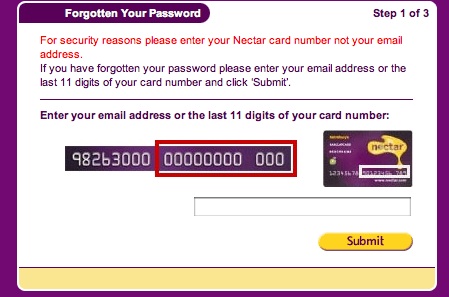 Forgotten Your Password
Step 1 of 3
For security reasons please enter your Nectar card number not your email
address.
If you have forgotten your password please enter your email address or the
last 11 digits of your card number and click 'Submit'.
Enter your email address or the last 11 digits of your card number:
98263000 00000000 000
nectar
www.nectar.com
Submit